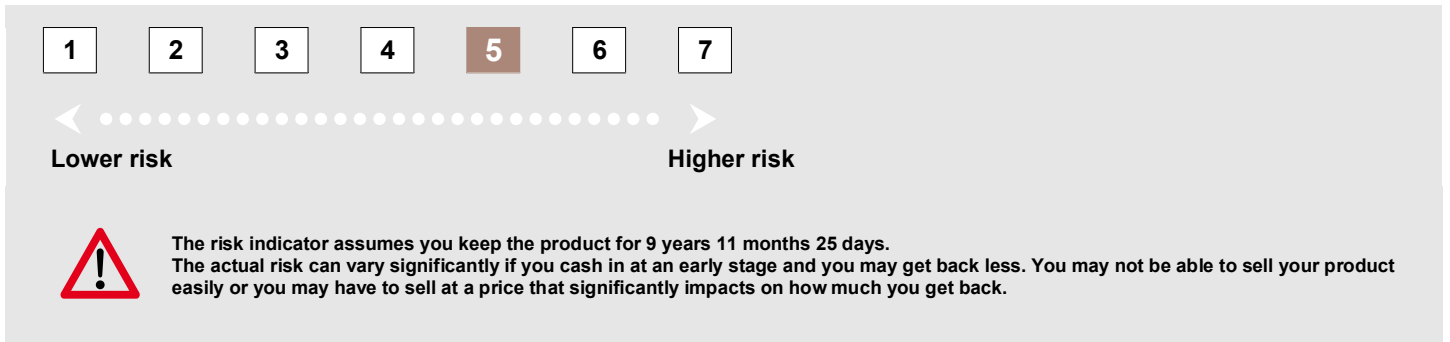 1 2 3 4 5 6 7
Lower risk Higher risk
The risk indicator assumes you keep the product for 9 years 11 months 25 days.
The actual risk can vary significantly if you cash in at an early stage and you may get back less. You may not be able to sell your product
easily or you may have to sell at a price that significantly impacts on how much you get back.